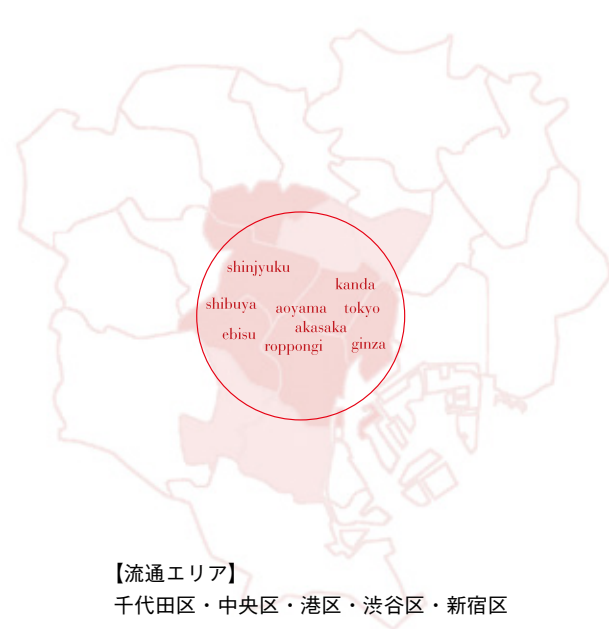 shinjyuku
kanda
shibuya
aoyama
tokyo
akasaka
ebisu
roppongi
ginza
【流通エリア】
千代田区・中央区・港区・渋谷区・新宿区